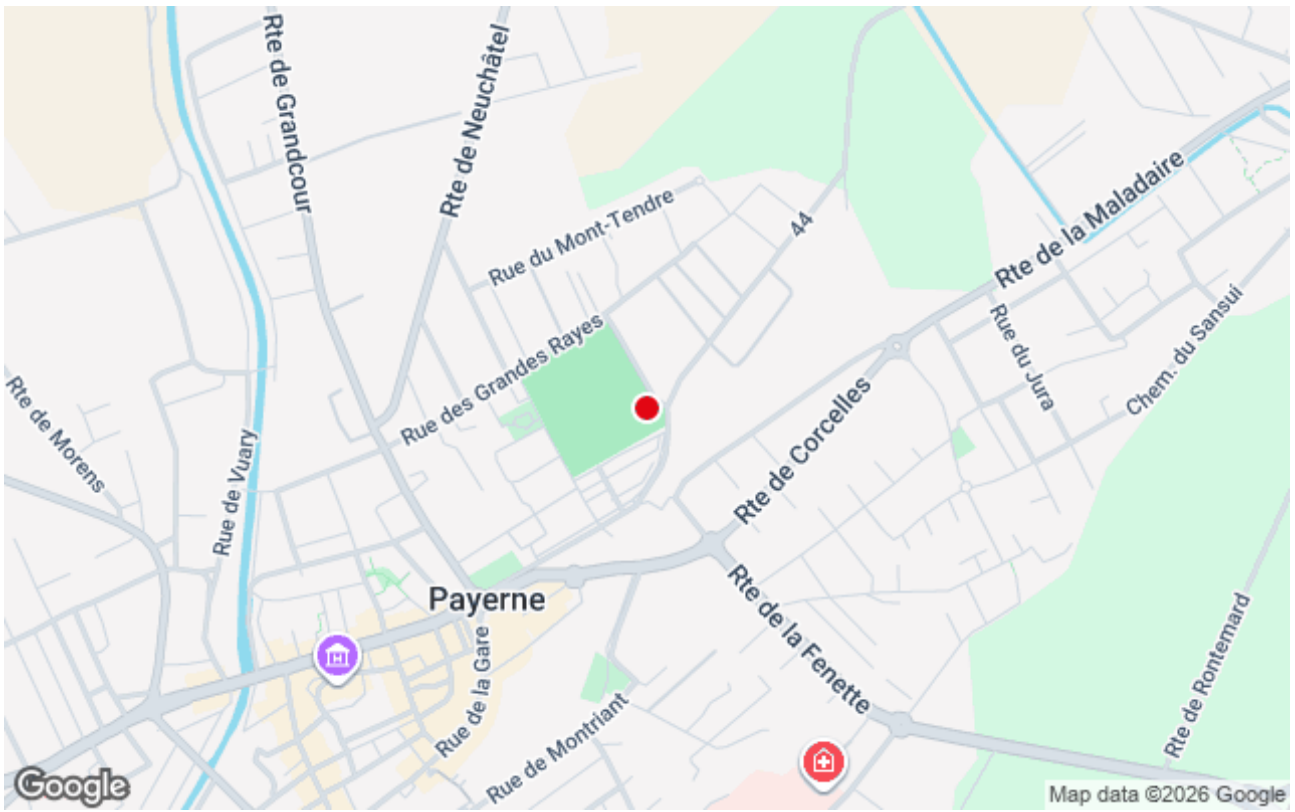 Rte de Grandcour
Rte de Neuchâtel
Rue du Mont-Tendre
44
Rte de la Maladaire
Rue des Grandes Rayes
Rue du Jura
Chem. du Sansui
Rte de Morens
Rue de Vuary
Rte de Corcelles
Payerne
Rte de la Fenette
Rue de la Gare
Rte de Rontemard
Rue de Montriant
Google
Map data ©2026 Google